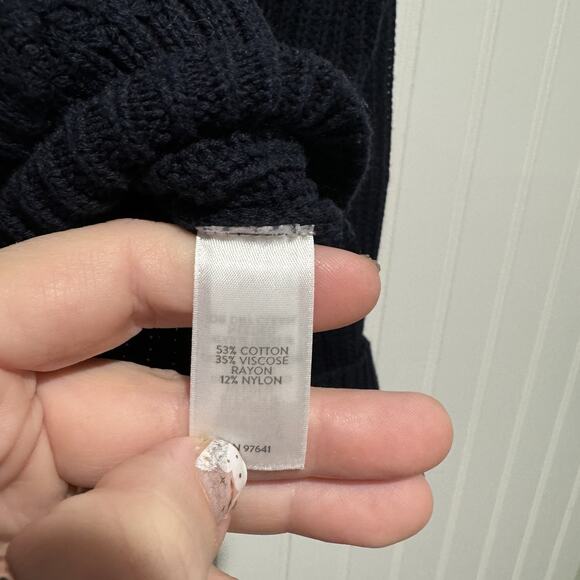 53% COTTON
35% VISCOSE
RAYON
12% NYLON
N 97641